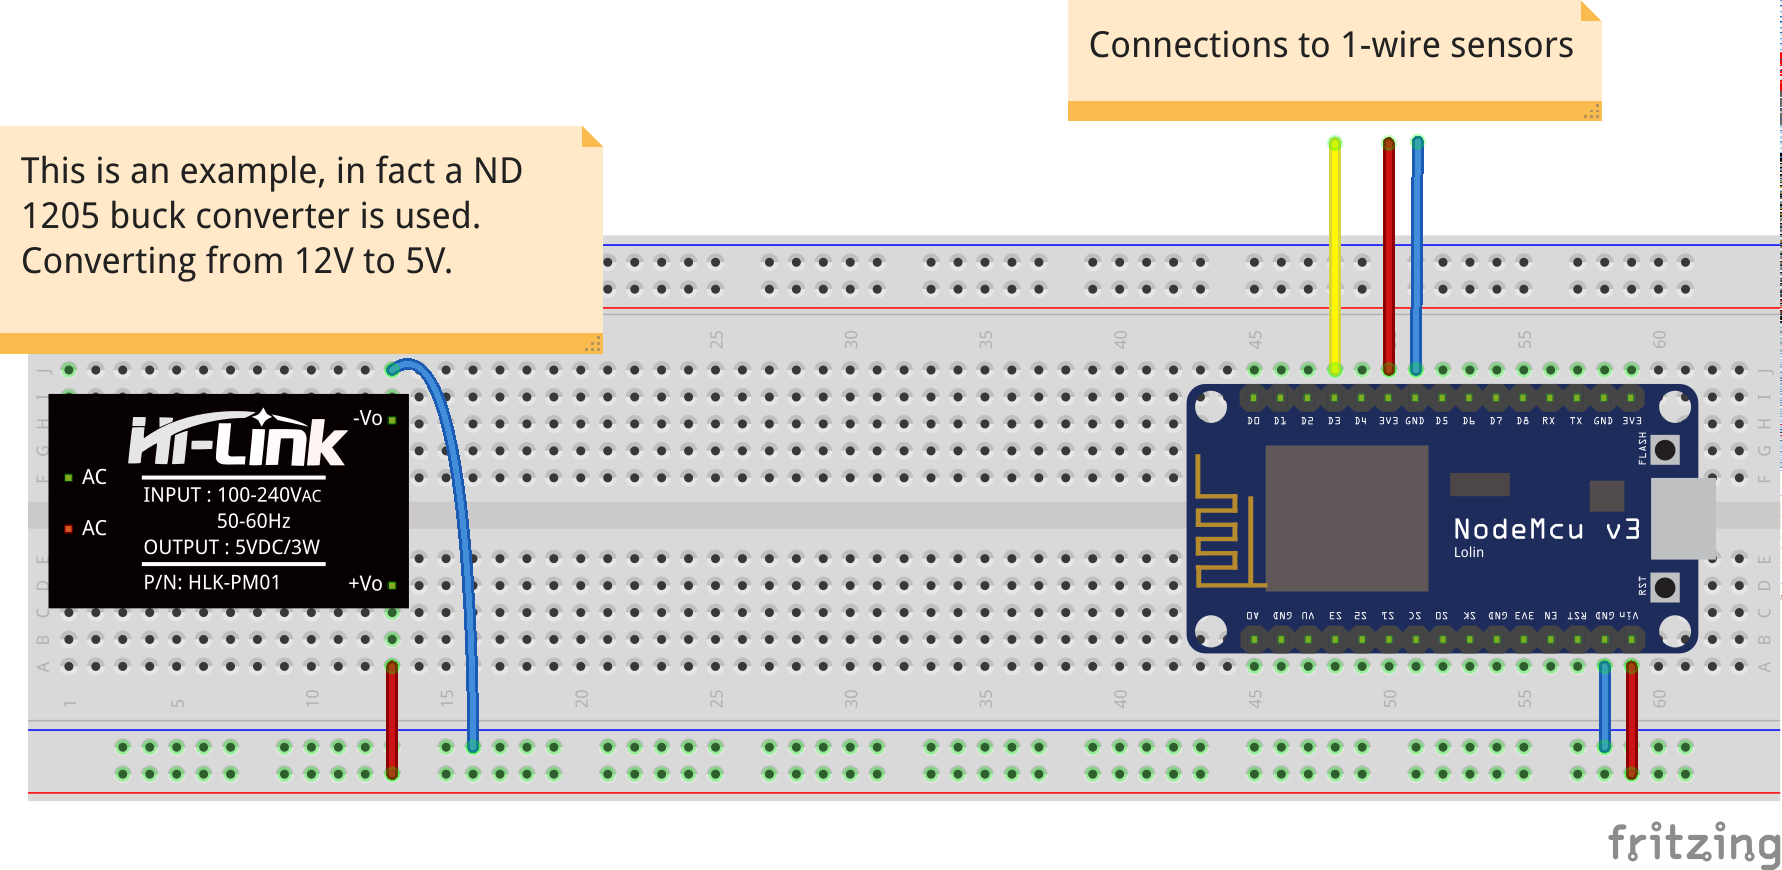 Connections to 1-wire sensors
This is an example, in fact a ND
1205 buck converter is used.
Converting from 12V to 5V.
25 30 35 40 45 55 60
J J
I I
H H
G G
F F
Hi-Link
-Vo
AC
INPUT : 100-240VAC
50-60Hz
AC
OUTPUT : 5VDC/3W
P/N: HLK-PM01
+Vo
D0 D1 D2 D3 D4 3V3 GND D5 D6 D7 D8 RX TX GND 3V3
FLASH
NodeMcu v3
Lolin
RST
A0 GND VU S3 S2 S1 SC S0 SK GND 3V3 EN RST GND Vin
E E
D D
C C
B B
A A
1 5 10 15 20 25 30 35 40 45 50 55 60
fritzing